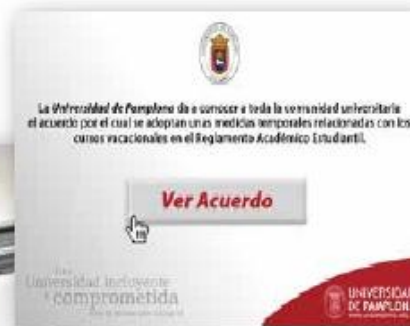 La Universidad de Pamplona da a conocer a toda la comunidad universitaria
el acuerdo por el cual se adoptan unas medidas temporales relacionadas con los
cursos vacacionales en el Reglamento Académico Estudiantil.
Ver Acuerdo
Una
Universidad incluyente
y comprometida
UNIVERSIDAD
DE PAMPLONA